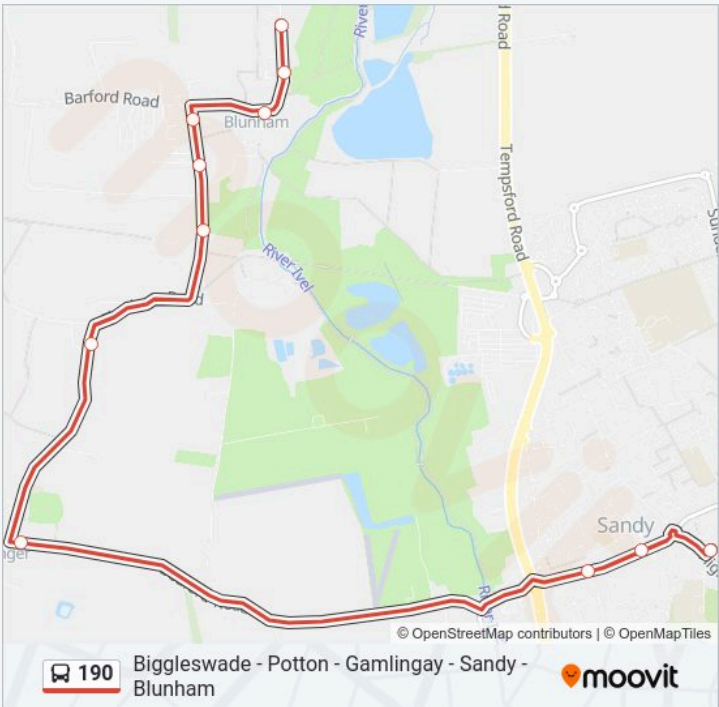 River
d Road
Barford Road
Blunham
Tempsford Road
River Ivel
Sandy
© OpenStreetMap contributors | © OpenMapTiles
190
Biggleswade - Potton - Gamlingay - Sandy -
Blunham
moovit